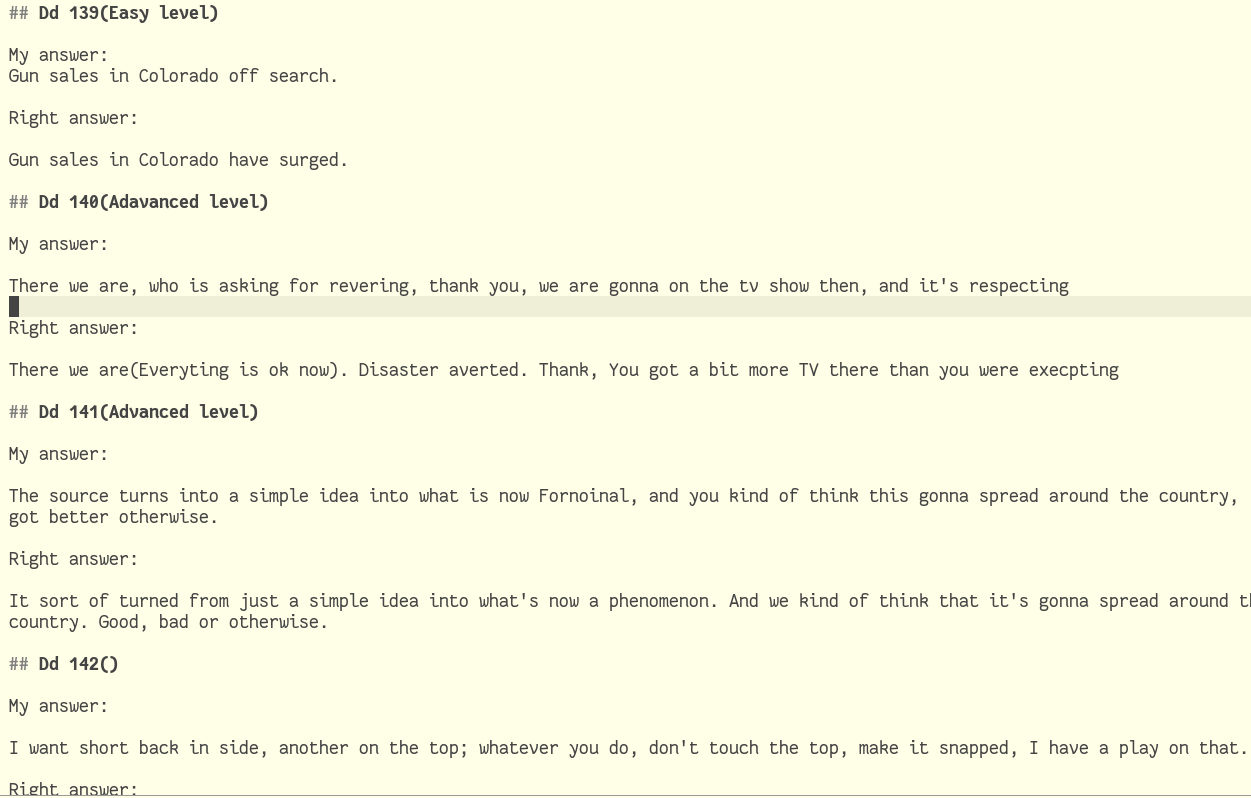 ## Dd 139(Easy level)
My answer:
Gun sales in Colorado off search.
Right answer:
Gun sales in Colorado have surged.
## Dd 140(Adavanced level)
My answer:
There we are, who is asking for revering, thank you, we are gonna on the tv show then, and it's respecting
Right answer:
There we are(Everyting is ok now). Disaster averted. Thank, You got a bit more TV there than you were execpting
## Dd 141(Advanced level)
My answer:
The source turns into a simple idea into what is now Fornoinal, and you kind of think this gonna spread around the country,
got better otherwise.
Right answer:
It sort of turned from just a simple idea into what's now a phenomenon. And we kind of think that it's gonna spread around th
country. Good, bad or otherwise.
## Dd 142()
My answer:
I want short back in side, another on the top; whatever you do, don't touch the top, make it snapped, I have a play on that.
Right answer: